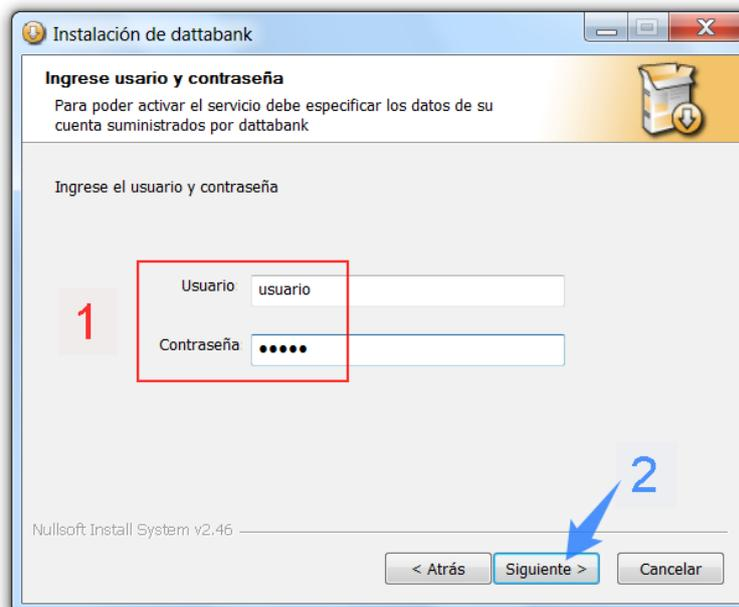 Instalación de dattabank
Ingrese usario y contraseña
Para poder activar el servicio debe especificar los datos de su
cuenta suministrados por dattabank
Ingrese el usuario y contraseña
Usuario: usuario
1
Contraseña: •••••
2
Nullsoft Install System v2.46
< Atrás Siguiente > Cancelar